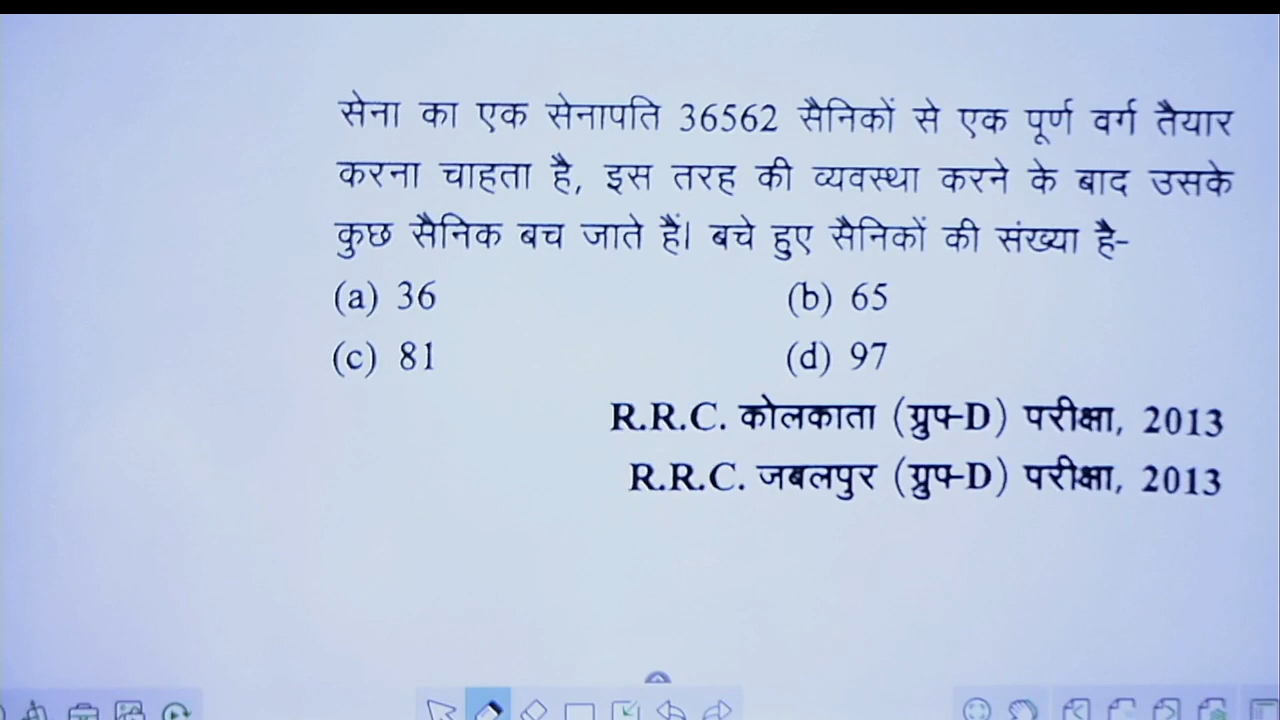 सेना का एक सेनापति 36562 सैनिकों से एक पूर्ण वर्ग तैयार
करना चाहता है, इस तरह की व्यवस्था करने के बाद उसके
कुछ सैनिक बच जाते हैं। बचे हुए सैनिकों की संख्या है-
(a) 36 (b) 65
(c) 81 (d) 97
R.R.C. कोलकाता (ग्रुप-D) परीक्षा, 2013
R.R.C. जबलपुर (ग्रुप-D) परीक्षा, 2013